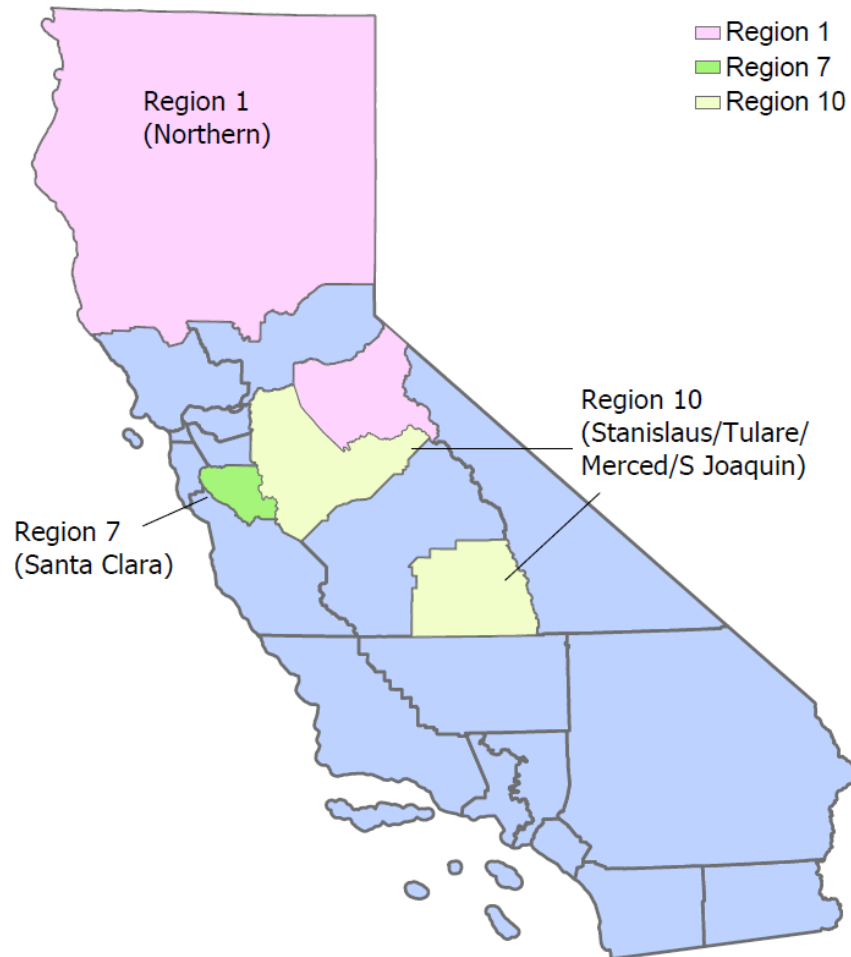 Region 1
Region 7
Region 10
Region 1
(Northern)
Region 10
(Stanislaus/Tulare/
Merced/S Joaquin)
Region 7
(Santa Clara)